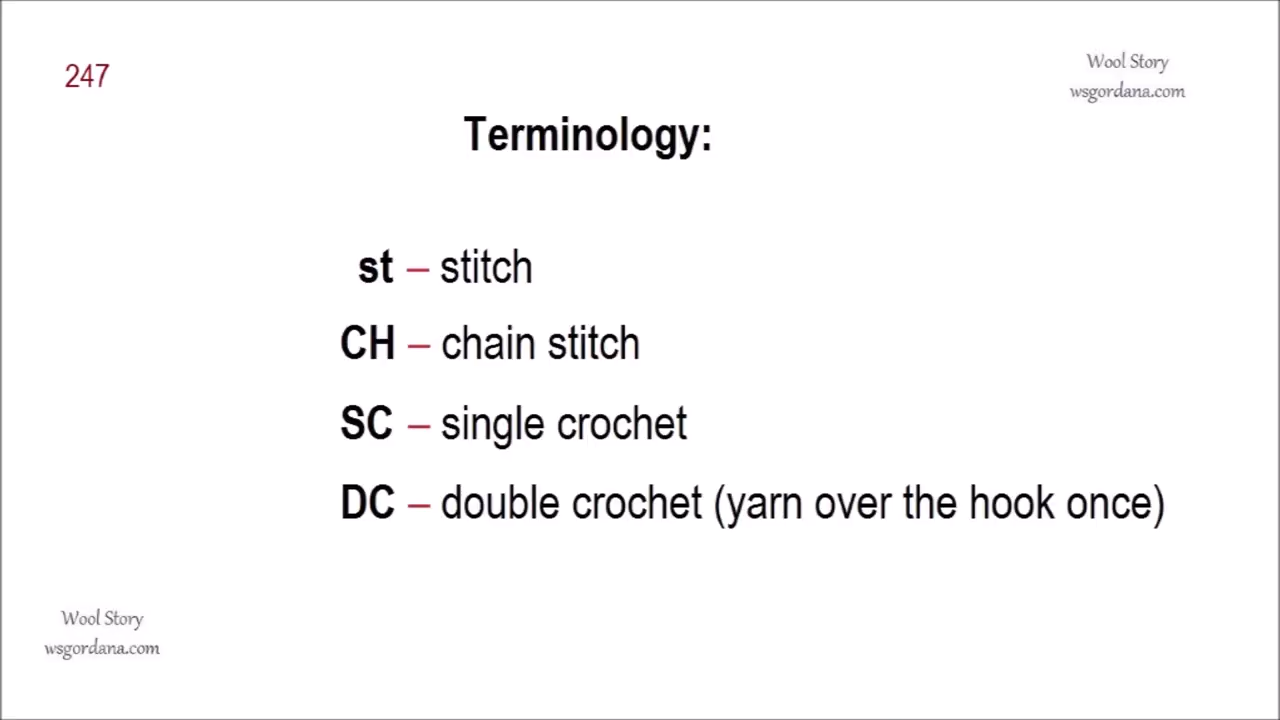 247
Wool Story
wsgordana.com
Terminology:
st – stitch
CH – chain stitch
SC – single crochet
DC – double crochet (yarn over the hook once)
Wool Story
wsgordana.com